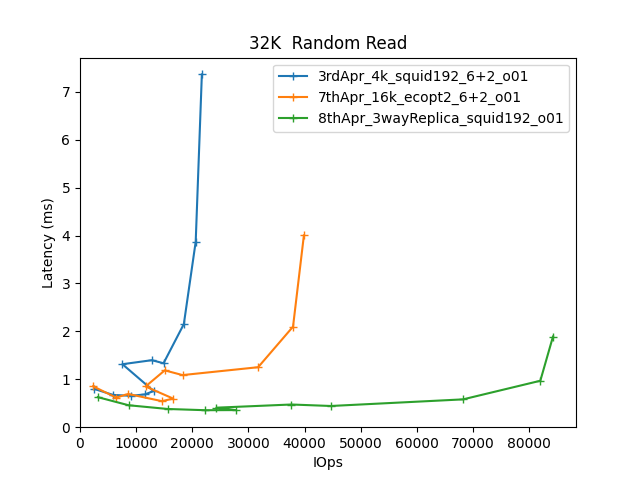 32K  Random Read
3rdApr_4k_squid192_6+2_o01
7thApr_16k_ecopt2_6+2_o01
8thApr_3wayReplica_squid192_o01
Latency (ms)
7
6
5
4
3
2
1
0
0 10000 20000 30000 40000 50000 60000 70000 80000
IOps